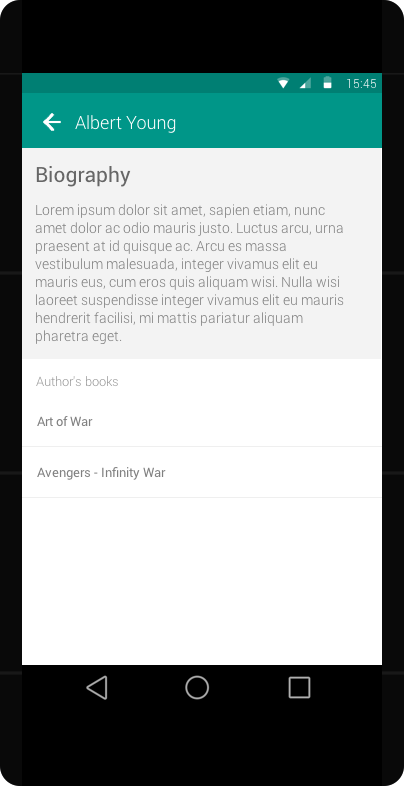 15:45
Albert Young
Biography
Lorem ipsum dolor sit amet, sapien etiam, nunc
amet dolor ac odio mauris justo. Luctus arcu, urna
praesent at id quisque ac. Arcu es massa
vestibulum malesuada, integer vivamus elit eu
mauris eus, cum eros quis aliquam wisi. Nulla wisi
laoreet suspendisse integer vivamus elit eu mauris
hendrerit facilisi, mi mattis pariatur aliquam
pharetra eget.
Author's books
Art of War
Avengers - Infinity War